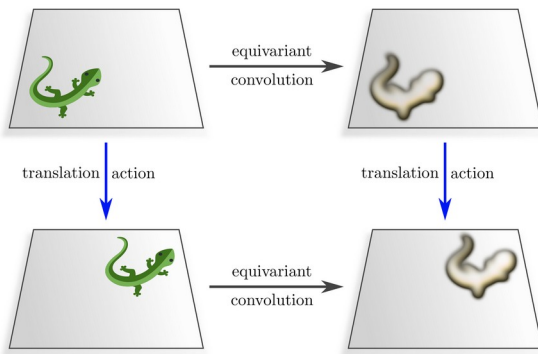 equivariant
convolution
translation action
translation action
equivariant
convolution